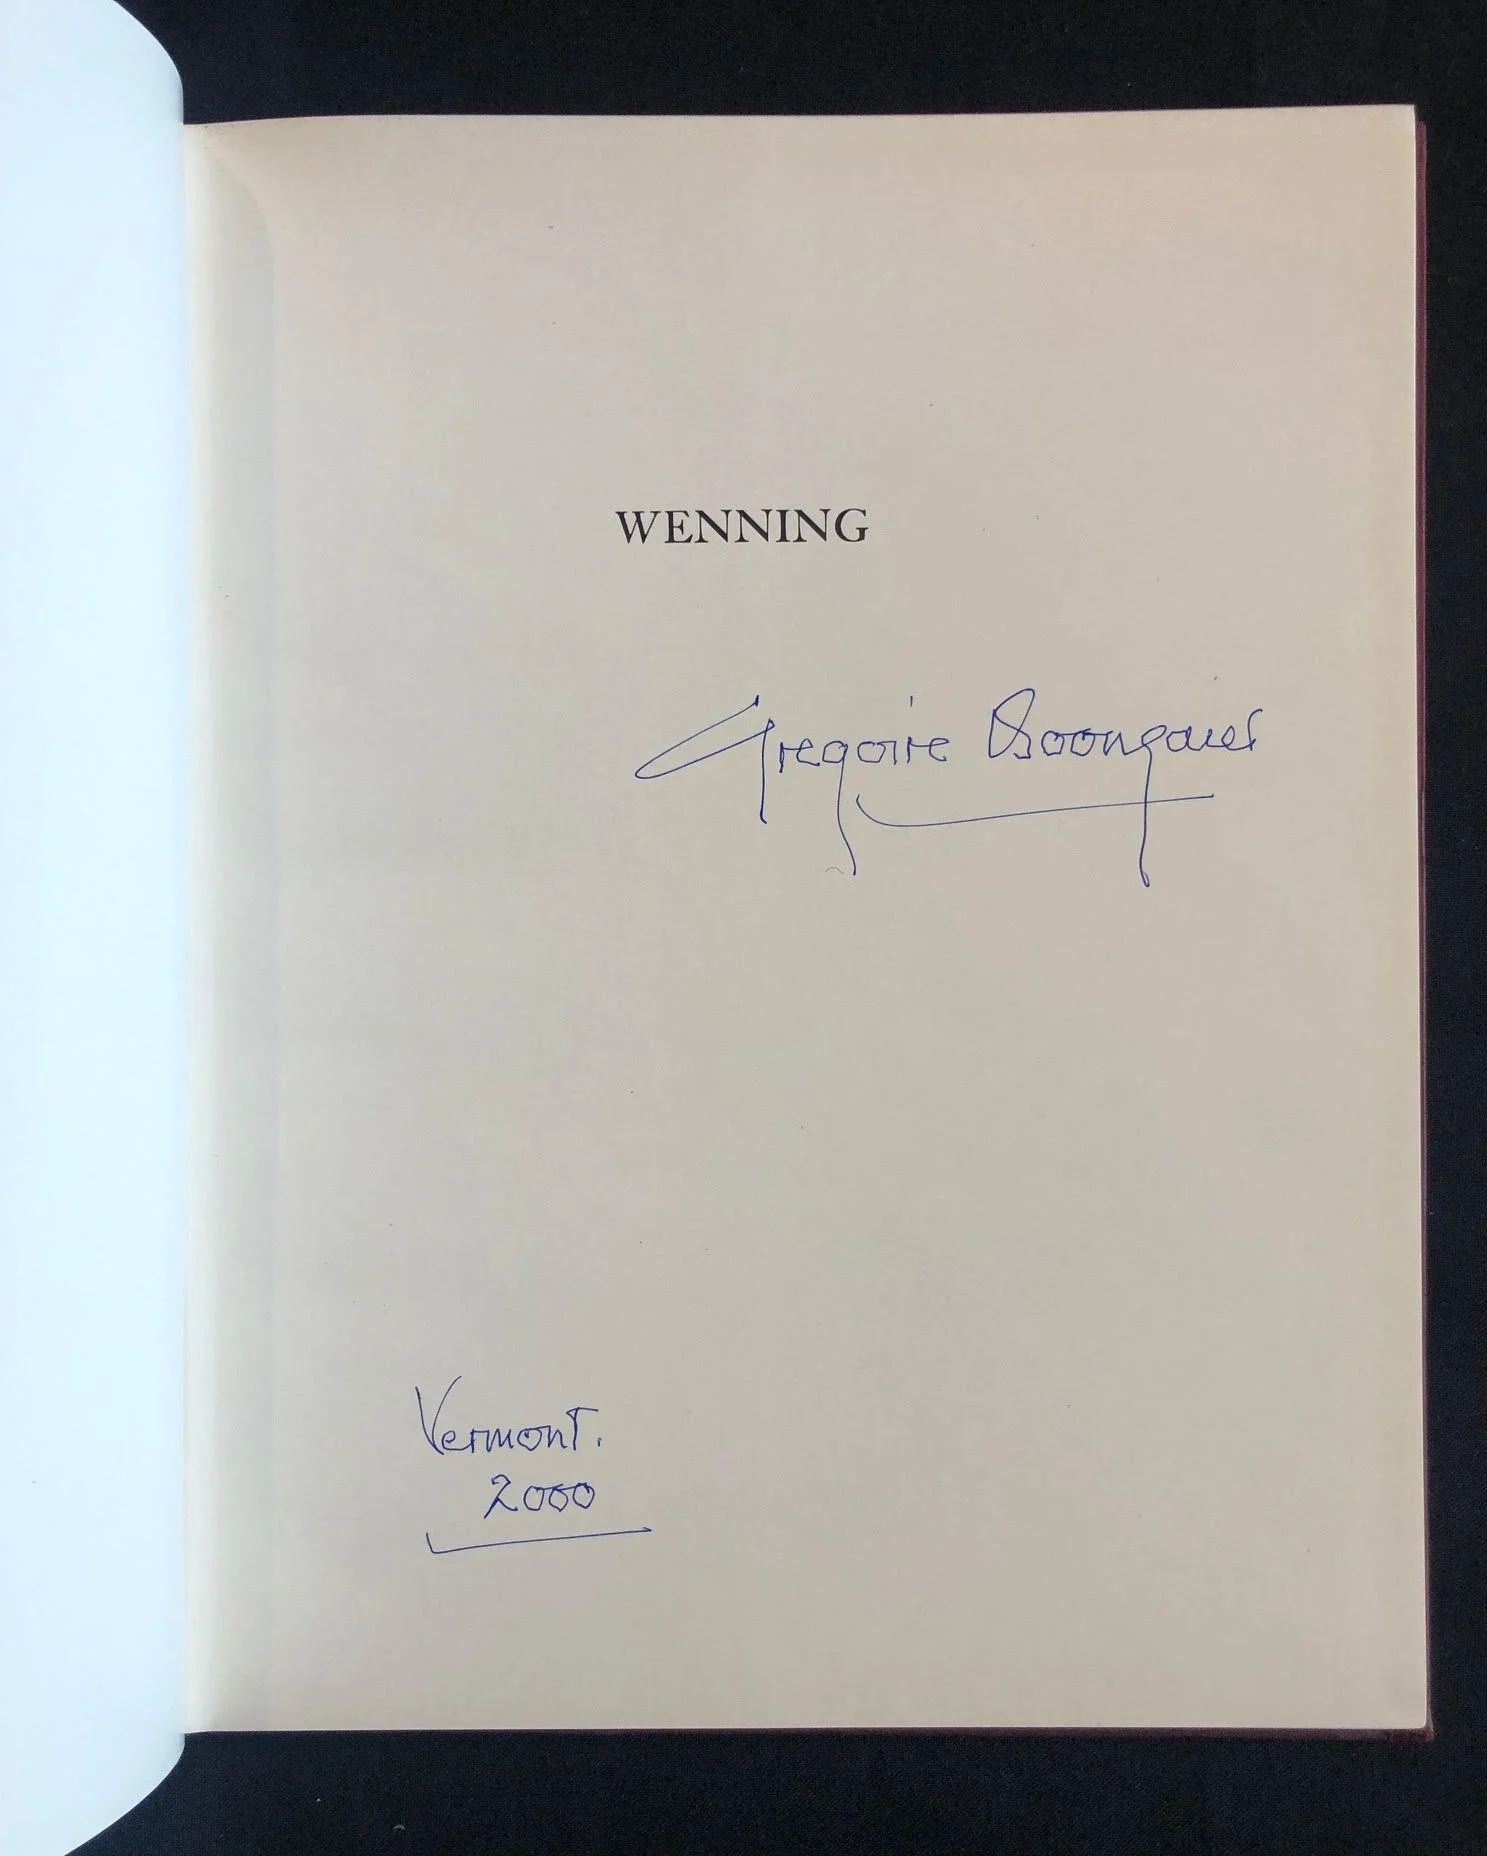 WENNING
Gregoire Boonzaier
Vermont.
2000